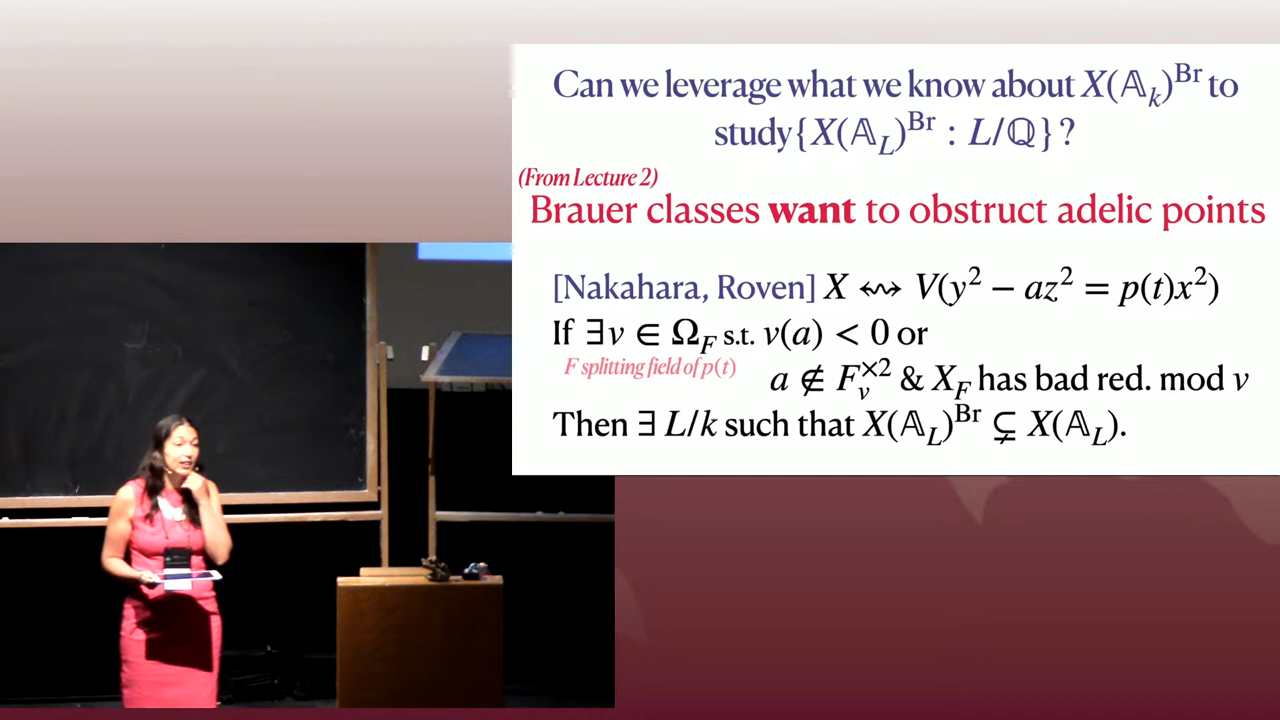 Can we leverage what we know about X(𝔸ₖ)^Br to
study{X(𝔸_L)^Br : L/ℚ}?
(From Lecture 2)
Brauer classes want to obstruct adelic points
[Nakahara, Roven] X ↭ V(y² − az² = p(t)x²)
If ∃v ∈ Ω_F s.t. v(a) < 0 or
F splitting field of p(t)
a ∉ F_v^×2 & X_F has bad red. mod v
Then ∃ L/k such that X(𝔸_L)^Br ⊊ X(𝔸_L).